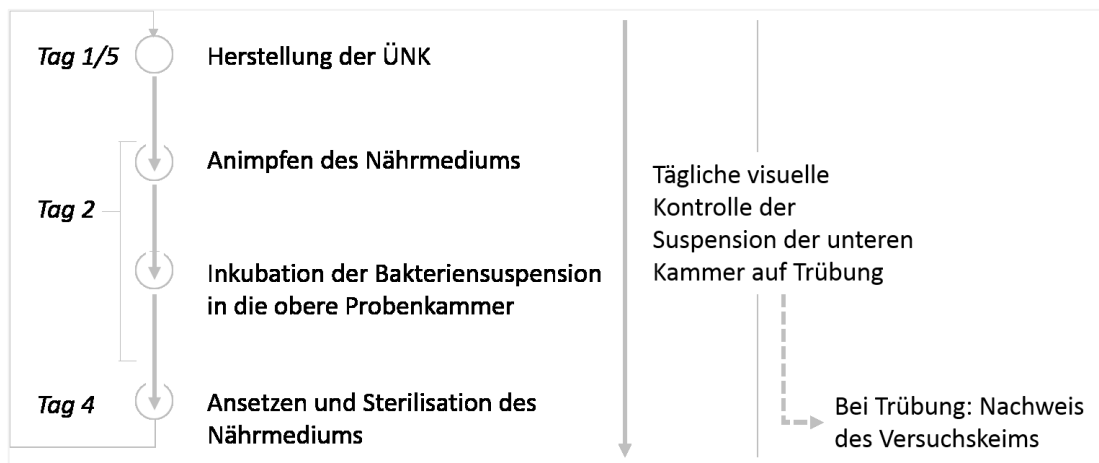 Tag 1/5
Herstellung der ÜNK
Animpfen des Nährmediums
Tag 2
Inkubation der Bakteriensuspension
in die obere Probenkammer
Tag 4
Ansetzen und Sterilisation des
Nährmediums
Tägliche visuelle
Kontrolle der
Suspension der unteren
Kammer auf Trübung
Bei Trübung: Nachweis
des Versuchskeims